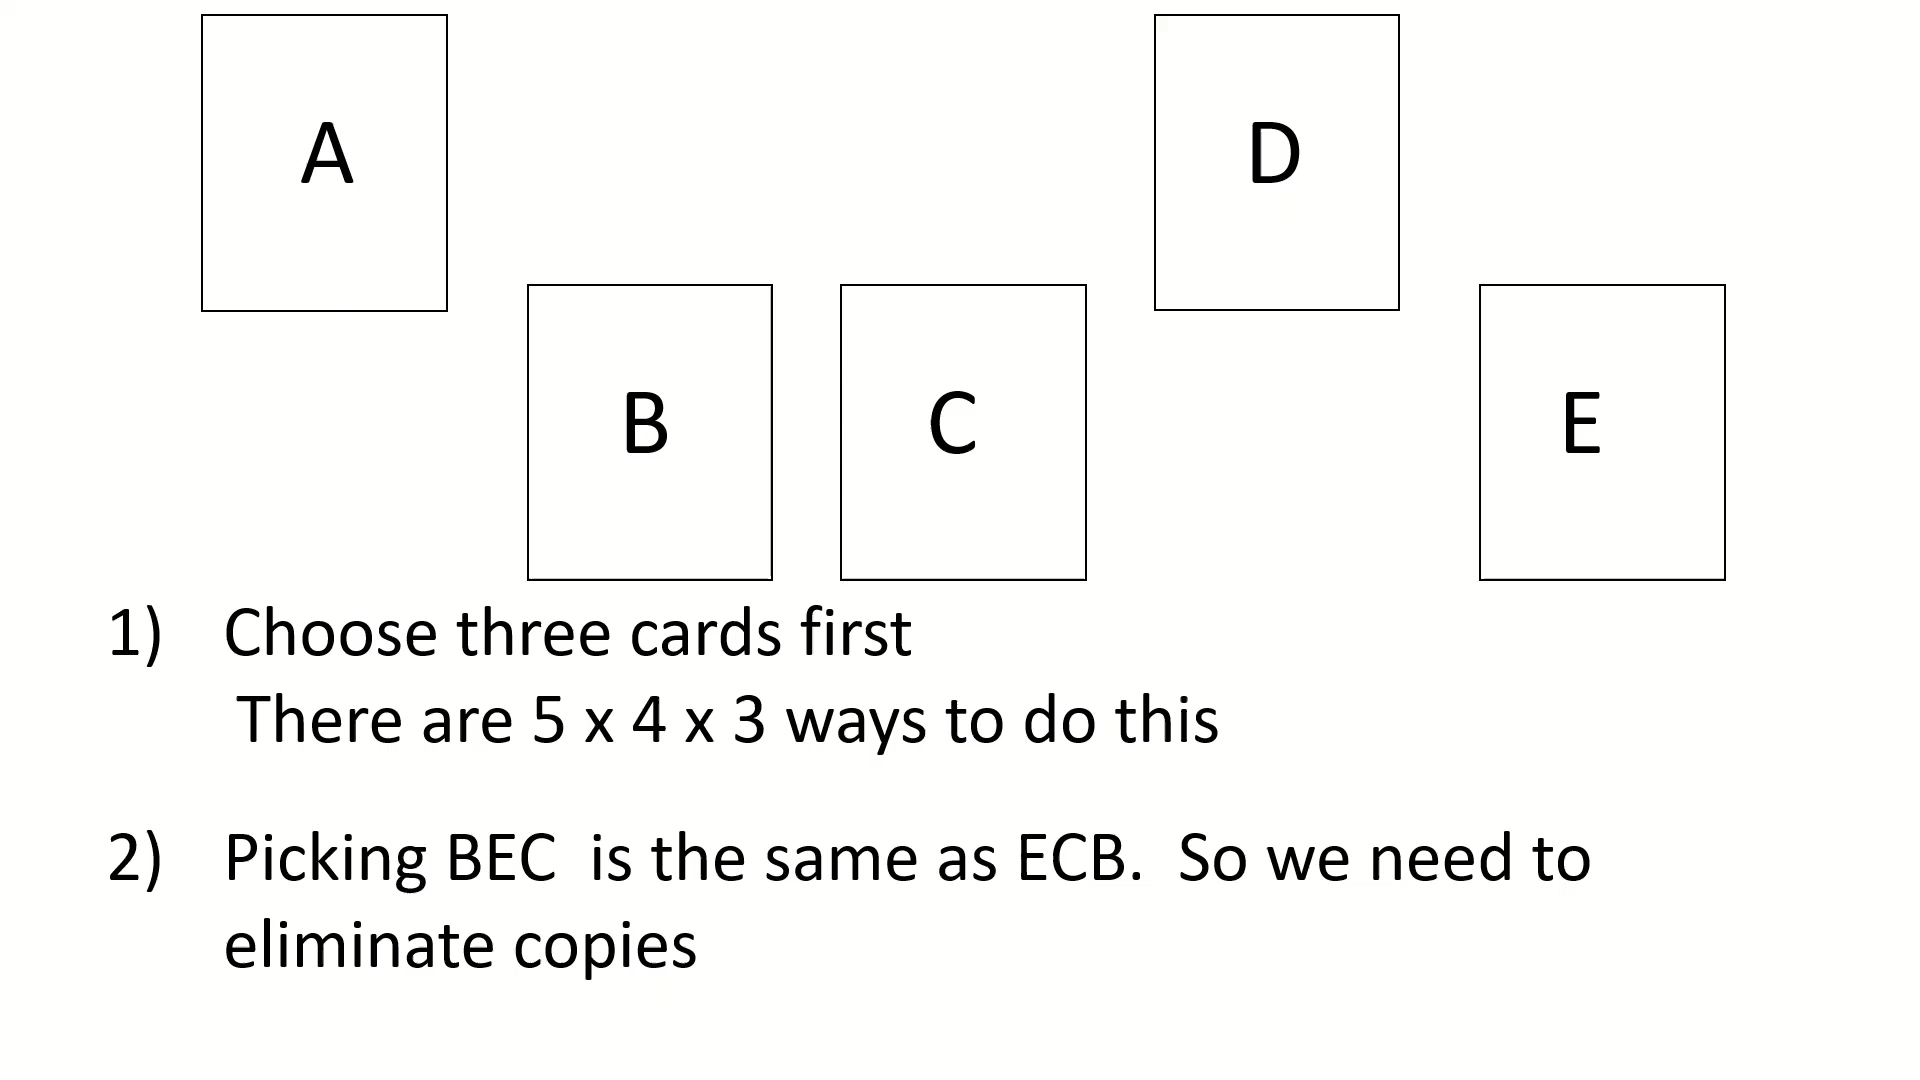 A
D
B
C
E
1) Choose three cards first
There are 5 x 4 x 3 ways to do this
2) Picking BEC is the same as ECB. So we need to
eliminate copies